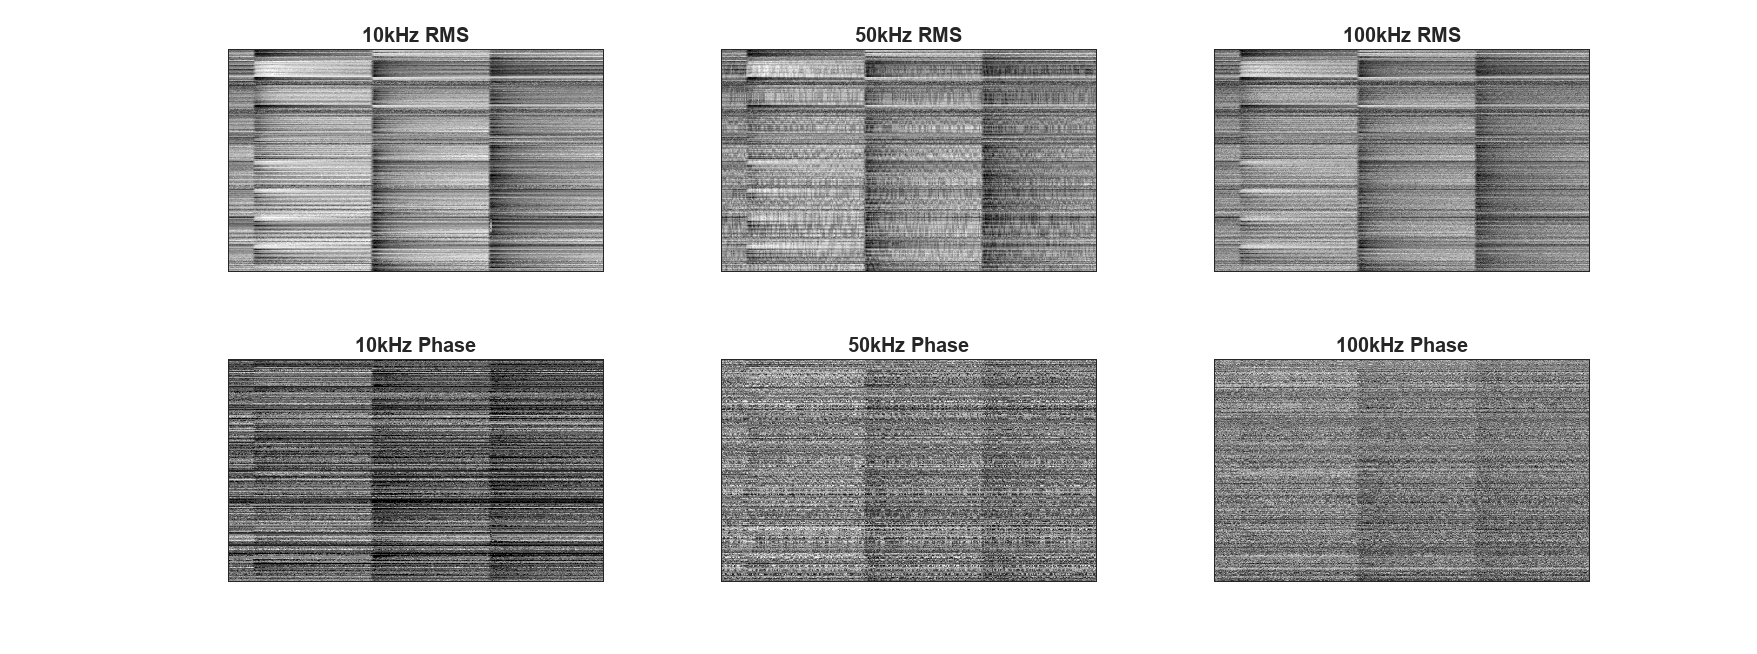 10kHz RMS
50kHz RMS
100kHz RMS
10kHz Phase
50kHz Phase
100kHz Phase